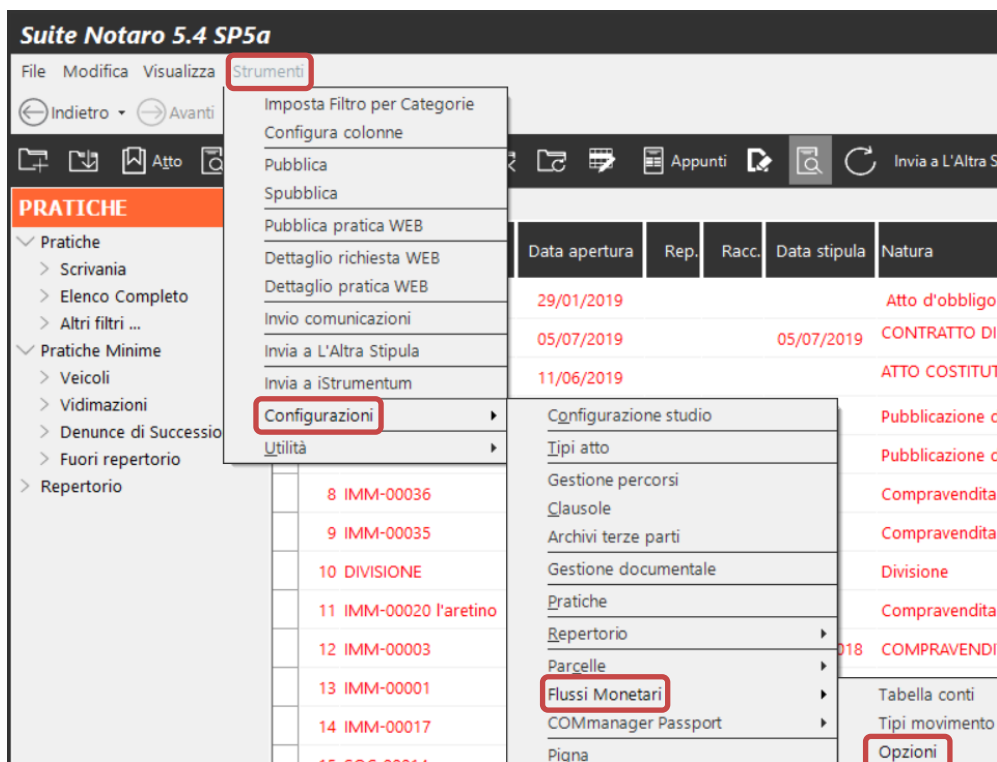 Suite Notaro 5.4 SP5a
File Modifica Visualizza Strumenti
Indietro Avanti
Atto Appunti Invia a L'Altra S
Imposta Filtro per Categorie
Configura colonne
Pubblica
Spubblica
Pubblica pratica WEB
Dettaglio richiesta WEB
Dettaglio pratica WEB
Invio comunicazioni
Invia a L'Altra Stipula
Invia a iStrumentum
Configurazioni
Utilità
PRATICHE
Pratiche
Scrivania
Elenco Completo
Altri filtri ...
Pratiche Minime
Veicoli
Vidimazioni
Denunce di Successio
Fuori repertorio
Repertorio
Data apertura Rep. Racc. Data stipula Natura
29/01/2019 Atto d'obbligo
05/07/2019 05/07/2019 CONTRATTO DI
11/06/2019 ATTO COSTITUT
Pubblicazione
Pubblicazione
8 IMM-00036 Compravendita
9 IMM-00035 Compravendita
10 DIVISIONE Divisione
11 IMM-00020 l'aretino Compravendita
12 IMM-00003 018 COMPRAVENDI
13 IMM-00001
14 IMM-00017
Configurazione studio
Tipi atto
Gestione percorsi
Clausole
Archivi terze parti
Gestione documentale
Pratiche
Repertorio
Parcelle
Flussi Monetari
COMmanager Passport
Pigna
Tabella conti
Tipi movimento
Opzioni